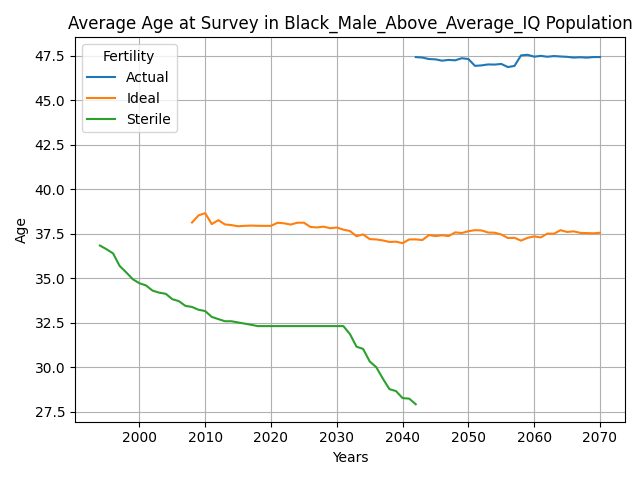 Average Age at Survey in Black_Male_Above_Average_IQ Population
Fertility
Actual
Ideal
Sterile
Age
47.5
45.0
42.5
40.0
37.5
35.0
32.5
30.0
27.5
2000 2010 2020 2030 2040 2050 2060 2070
Years